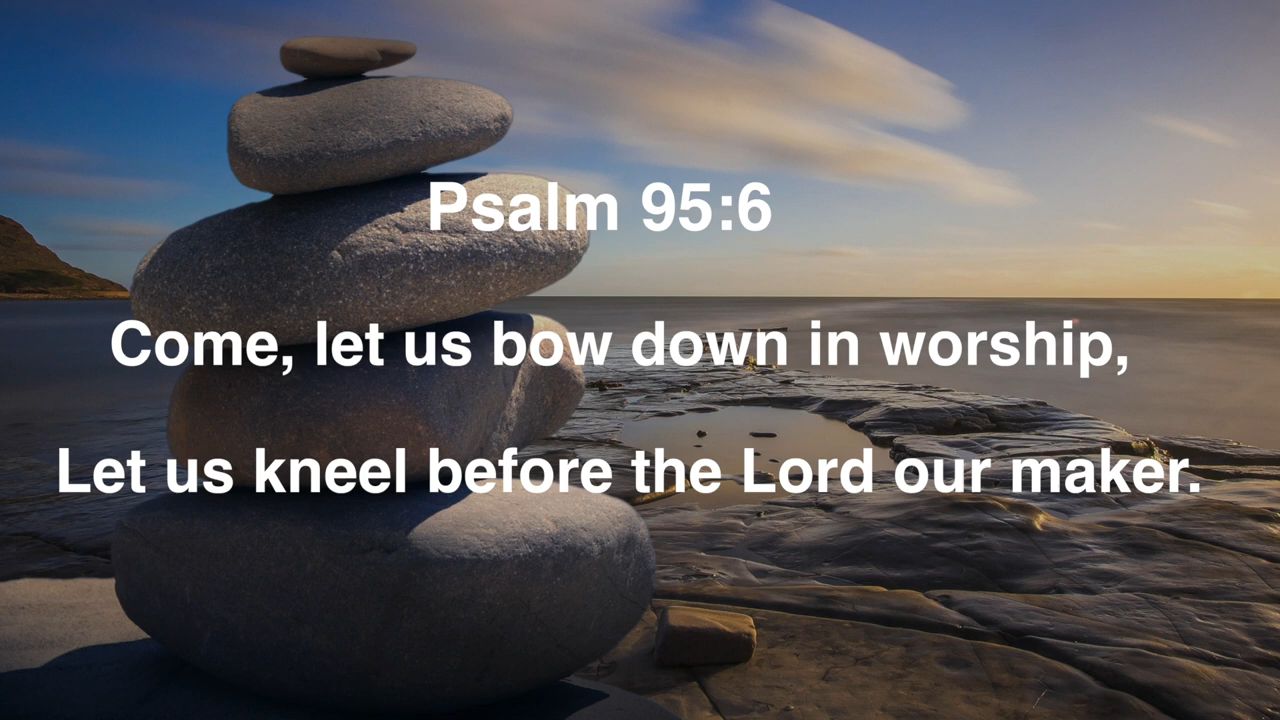 Psalm 95:6
Come, let us bow down in worship,
Let us kneel before the Lord our maker.